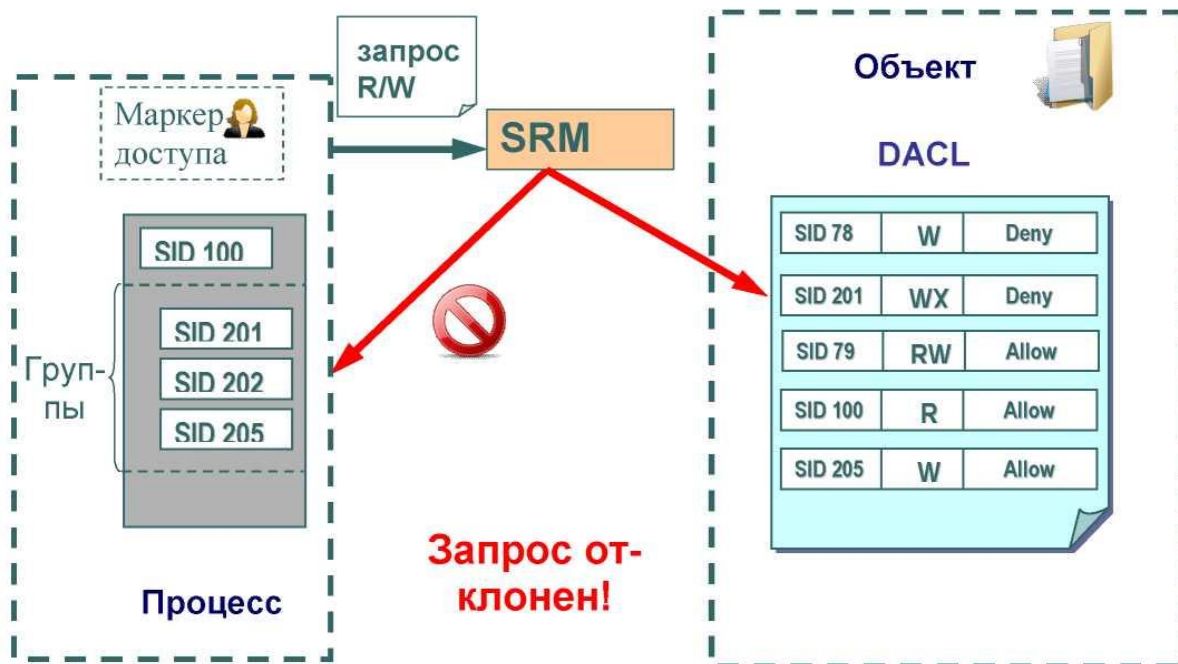 запрос
R/W
Маркер
доступа
SRM
SID 100
SID 201
SID 202
SID 205
Груп-
пы
Процесс
Запрос от-
клонен!
Объект
DACL
SID 78 W Deny
SID 201 WX Deny
SID 79 RW Allow
SID 100 R Allow
SID 205 W Allow